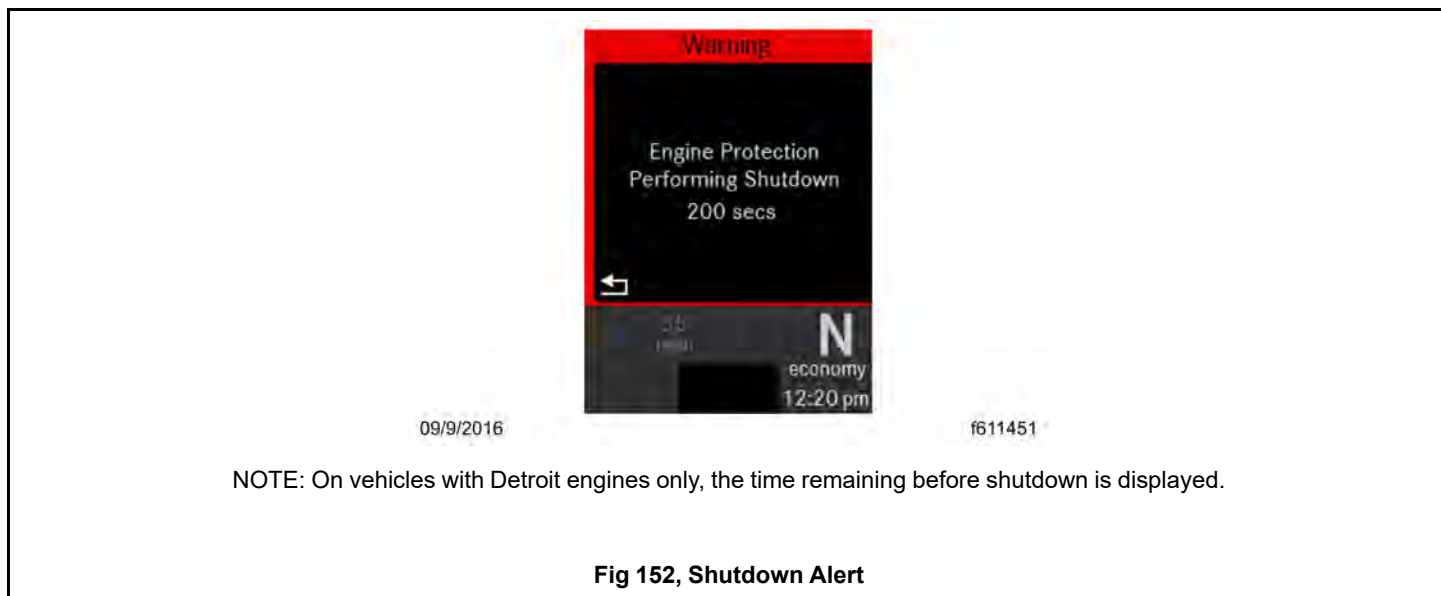 Warning
Engine Protection
Performing Shutdown
200 secs
N
economy
12:20 pm
09/9/2016
f611451
NOTE: On vehicles with Detroit engines only, the time remaining before shutdown is displayed.
Fig 152, Shutdown Alert